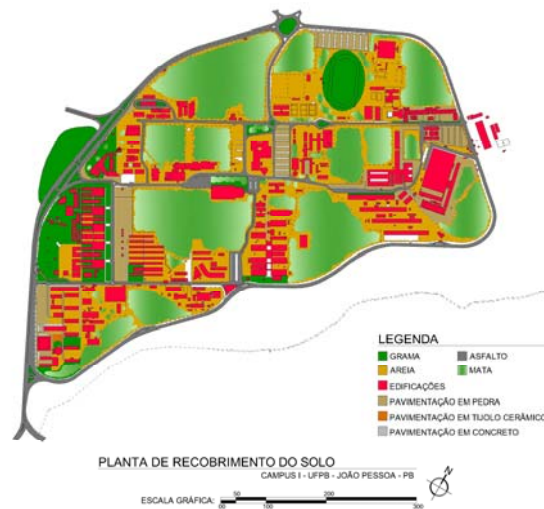 LEGENDA
GRAMA
ASFALTO
AREIA
MATA
EDIFICAÇÕES
PAVIMENTAÇÃO EM PEDRA
PAVIMENTAÇÃO EM TIJOLO CERÂMICO
PAVIMENTAÇÃO EM CONCRETO
PLANTA DE RECOBRIMENTO DO SOLO
CAMPUS I - UFPB - JOÃO PESSOA - PB
N
ESCALA GRÁFICA:
50 200
00 100 300